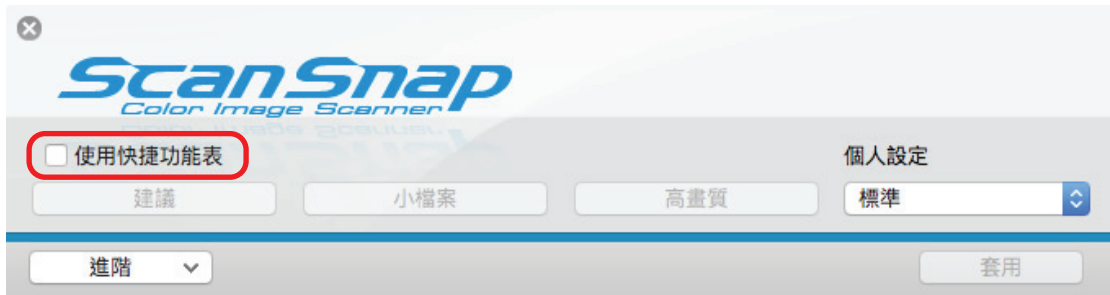 ScanSnap
Color Image Scanner
使用快捷功能表
個人設定
建議
小檔案
高畫質
標準
進階
套用